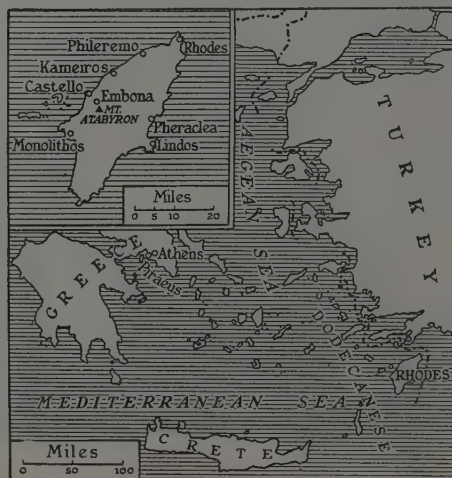 Phileremo
Rhodes
Kameiros
Castello
Embona
MT. ATABYRON
Monolithos
Pheraclea
Lindos
Miles
0 5 10 20
TURKEY
AEGEAN SEA
GREECE
Athens
Piraeus
DODECANESE
RHODES
MEDITERRANEAN SEA
CRETE
Miles
0 50 100